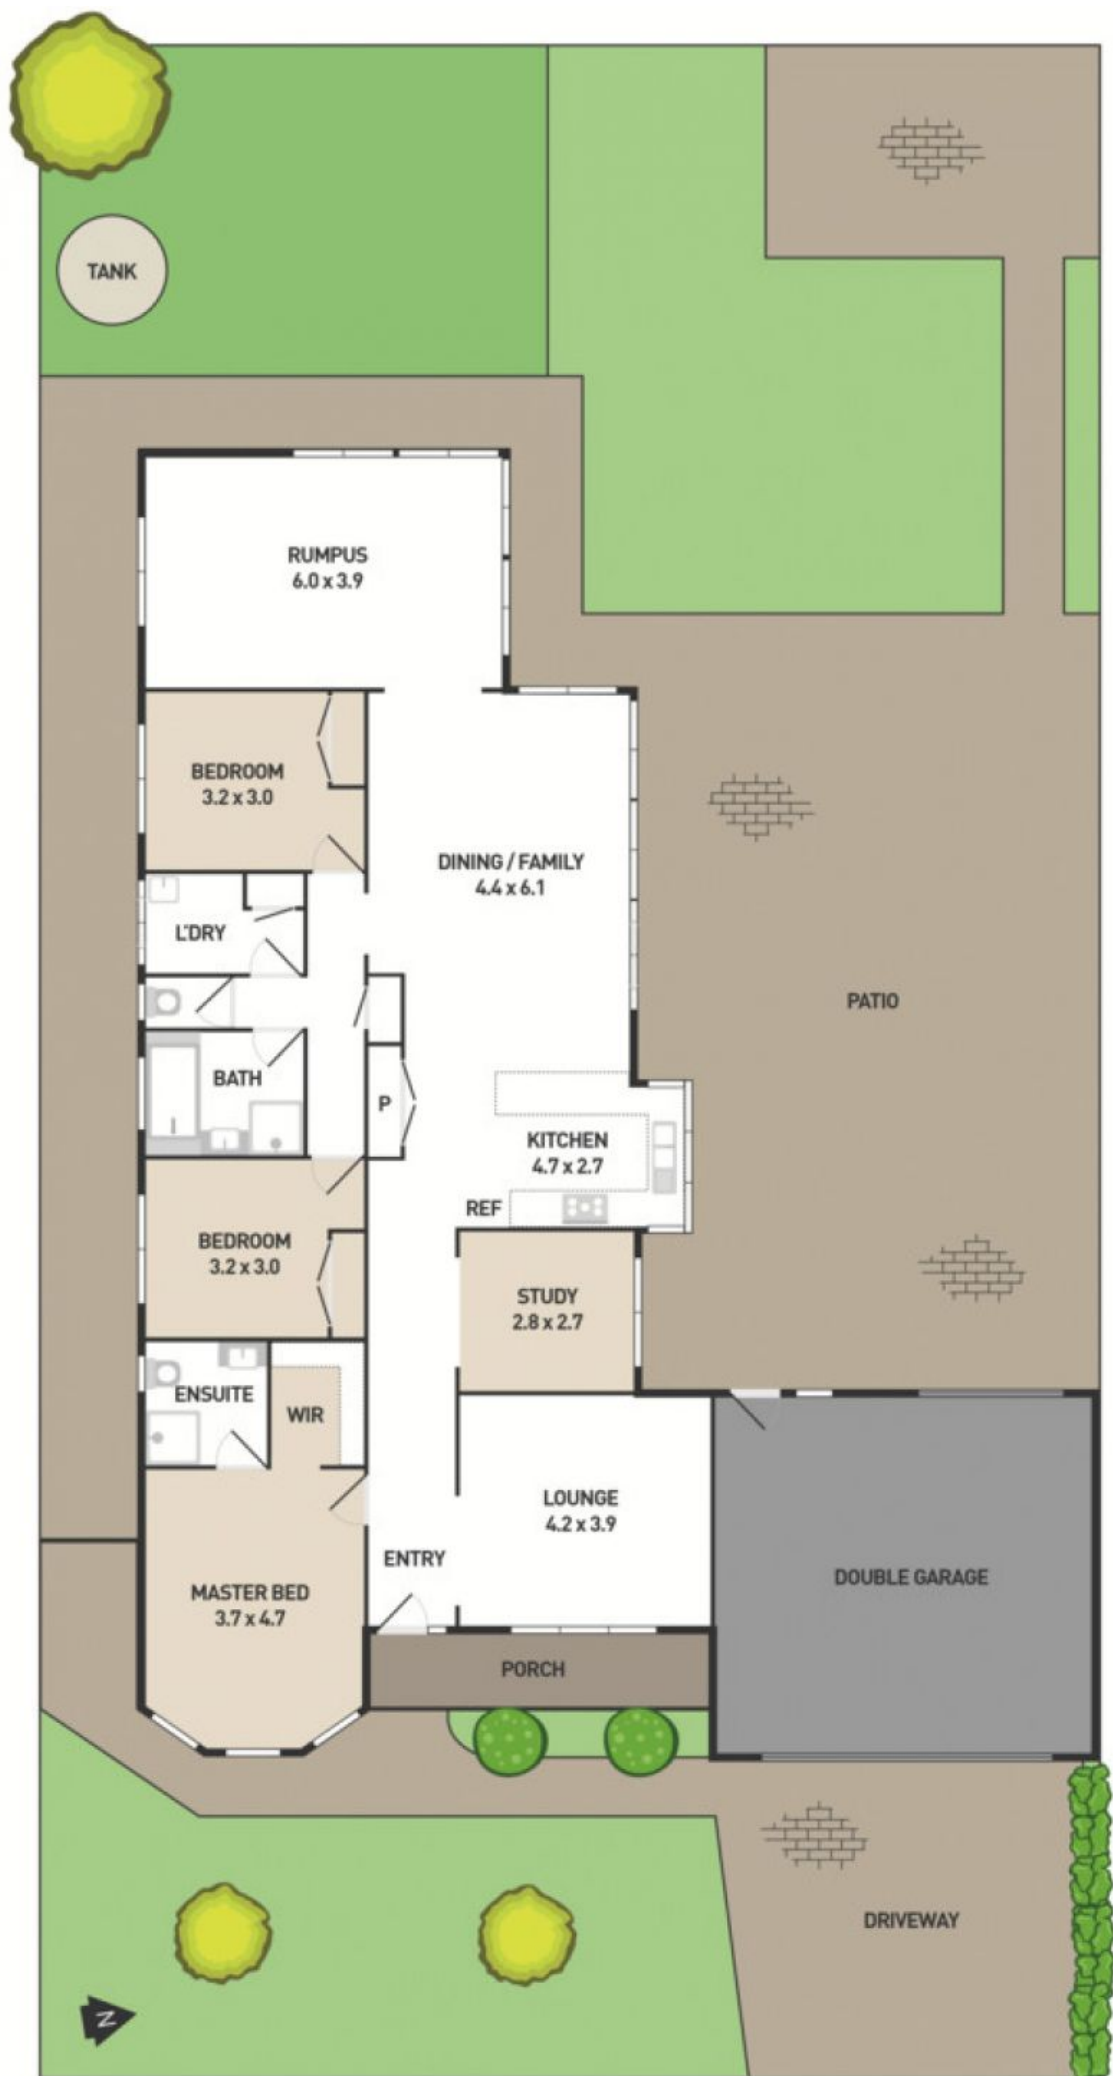 TANK
RUMPUS
6.0 x 3.9
BEDROOM
3.2 x 3.0
DINING / FAMILY
4.4 x 6.1
L'DRY
PATIO
BATH
P
KITCHEN
4.7 x 2.7
REF
BEDROOM
3.2 x 3.0
STUDY
2.8 x 2.7
ENSUITE
WIR
LOUNGE
4.2 x 3.9
ENTRY
DOUBLE GARAGE
MASTER BED
3.7 x 4.7
PORCH
DRIVEWAY
N